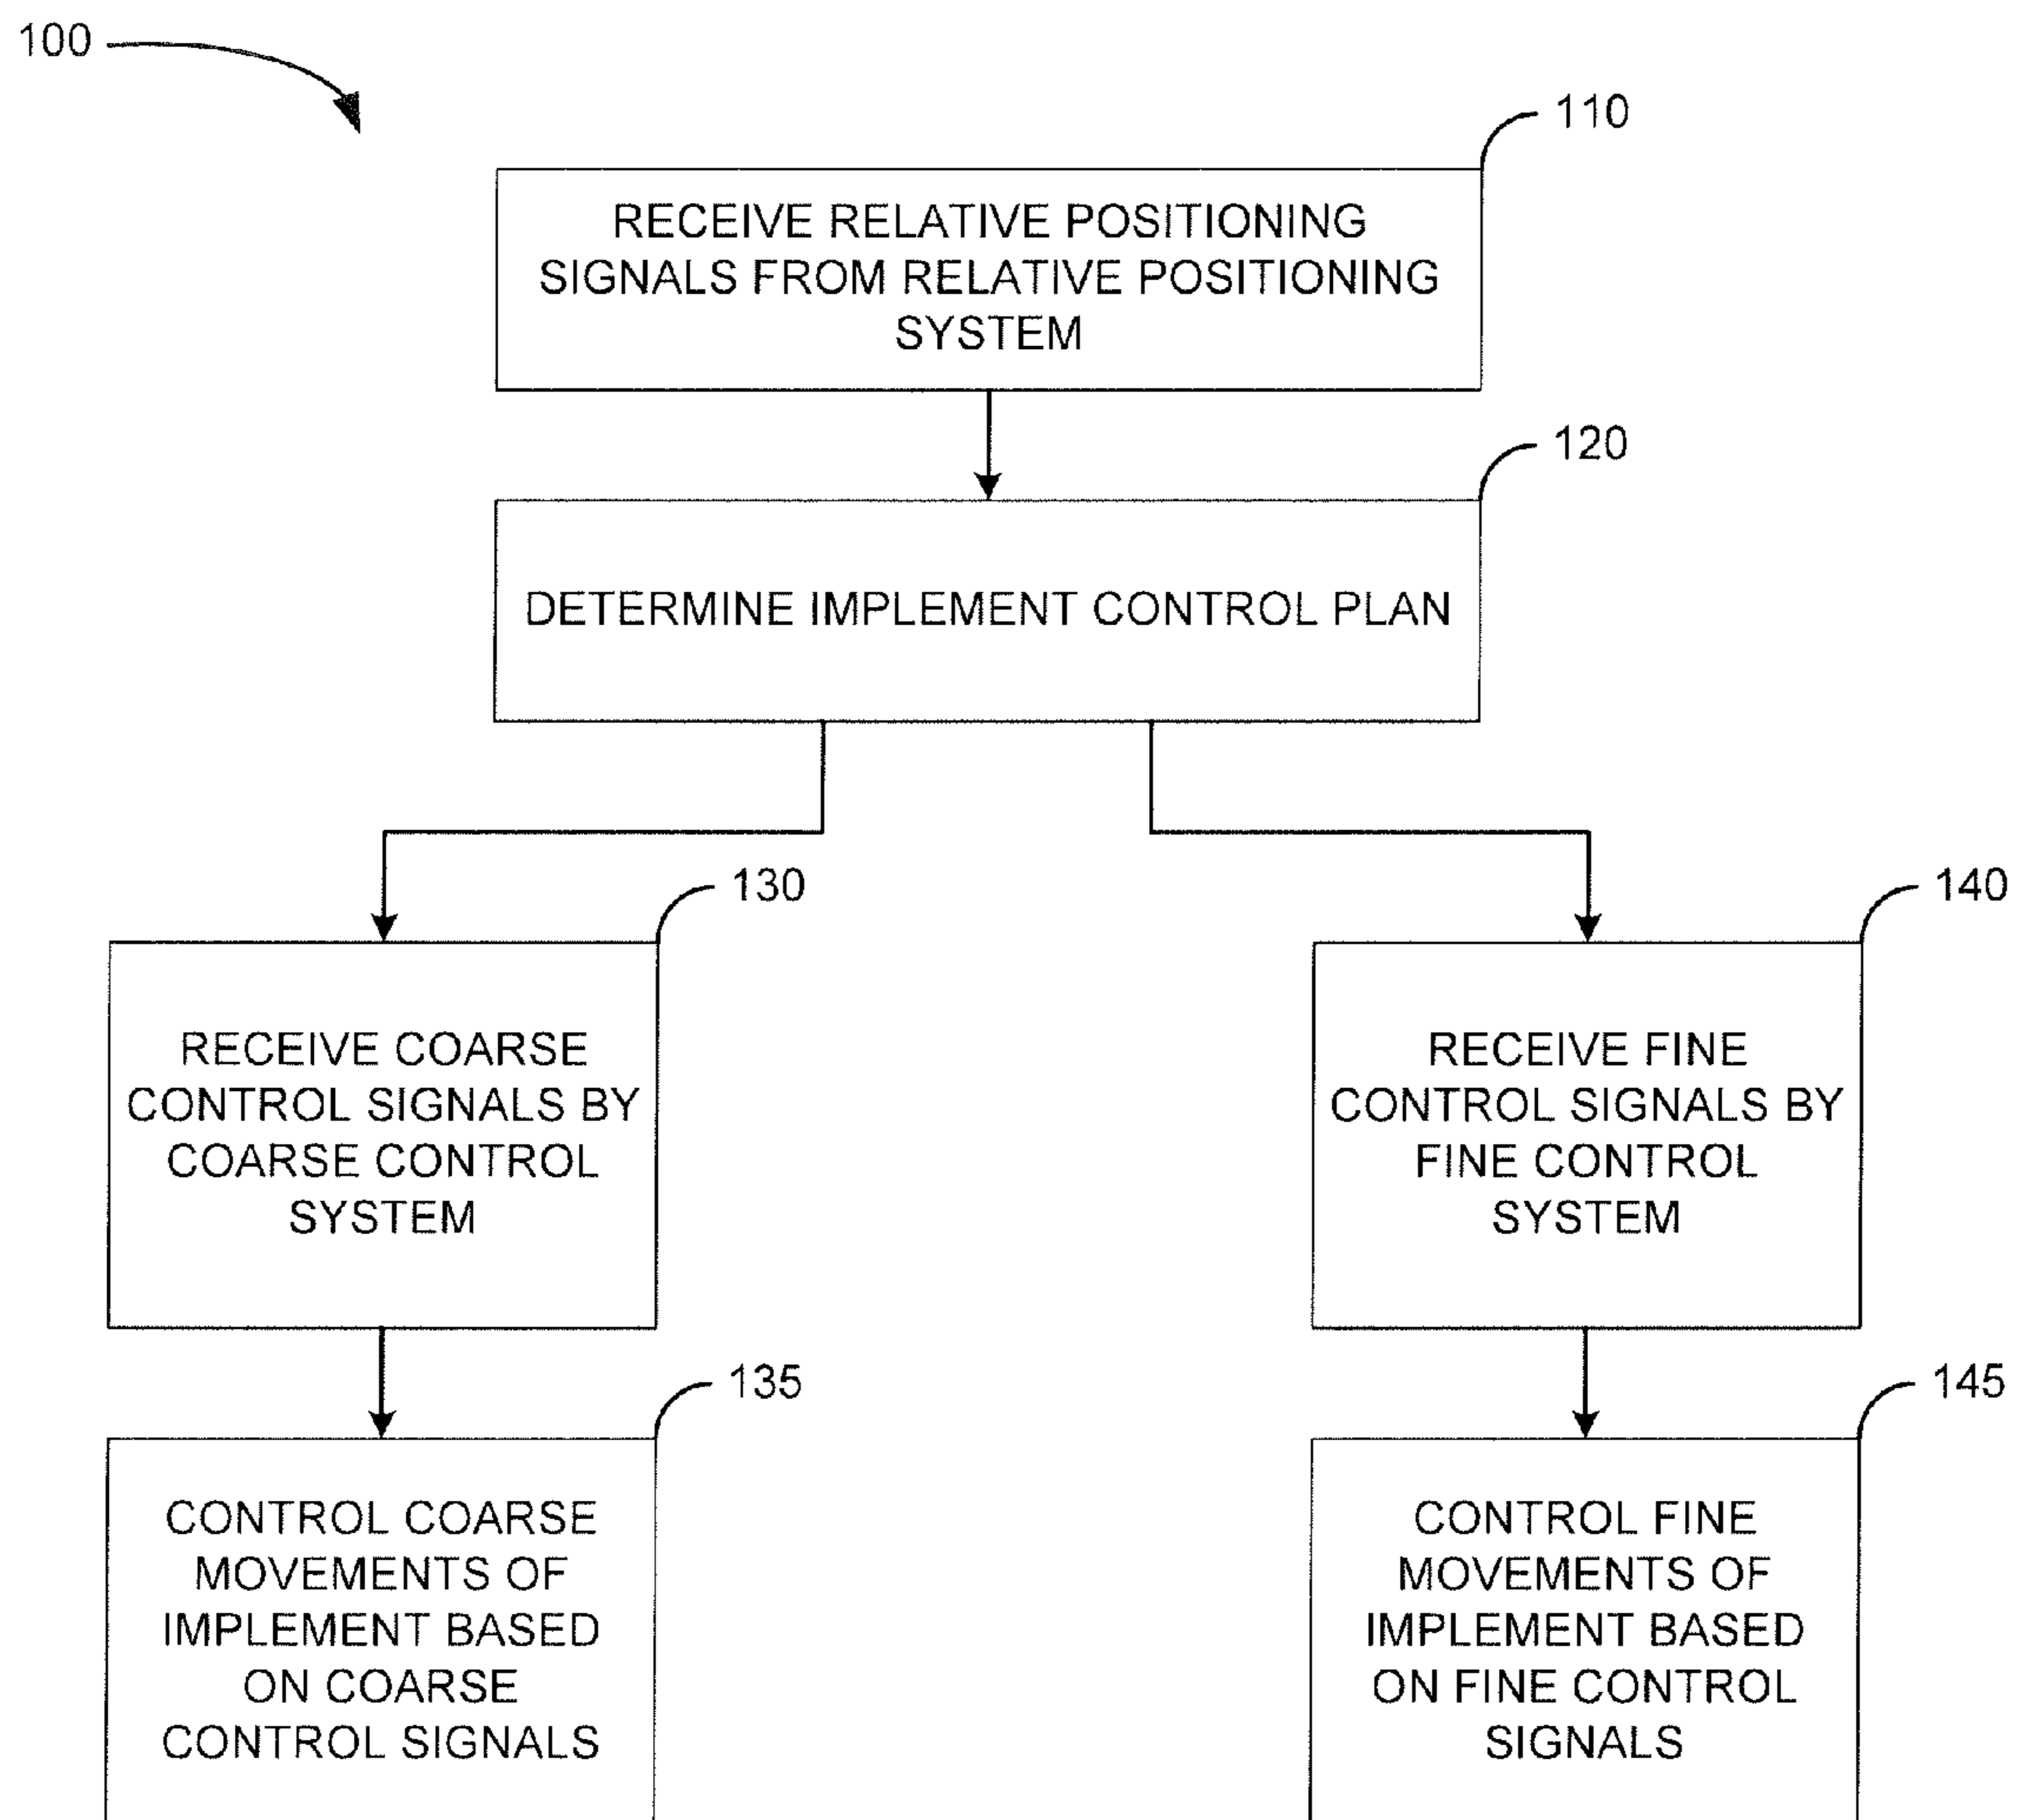 100
110
RECEIVE RELATIVE POSITIONING
SIGNALS FROM RELATIVE POSITIONING
SYSTEM
120
DETERMINE IMPLEMENT CONTROL PLAN
130
RECEIVE COARSE
CONTROL SIGNALS BY
COARSE CONTROL
SYSTEM
140
RECEIVE FINE
CONTROL SIGNALS BY
FINE CONTROL
SYSTEM
135
CONTROL COARSE
MOVEMENTS OF
IMPLEMENT BASED
ON COARSE
CONTROL SIGNALS
145
CONTROL FINE
MOVEMENTS OF
IMPLEMENT BASED
ON FINE CONTROL
SIGNALS